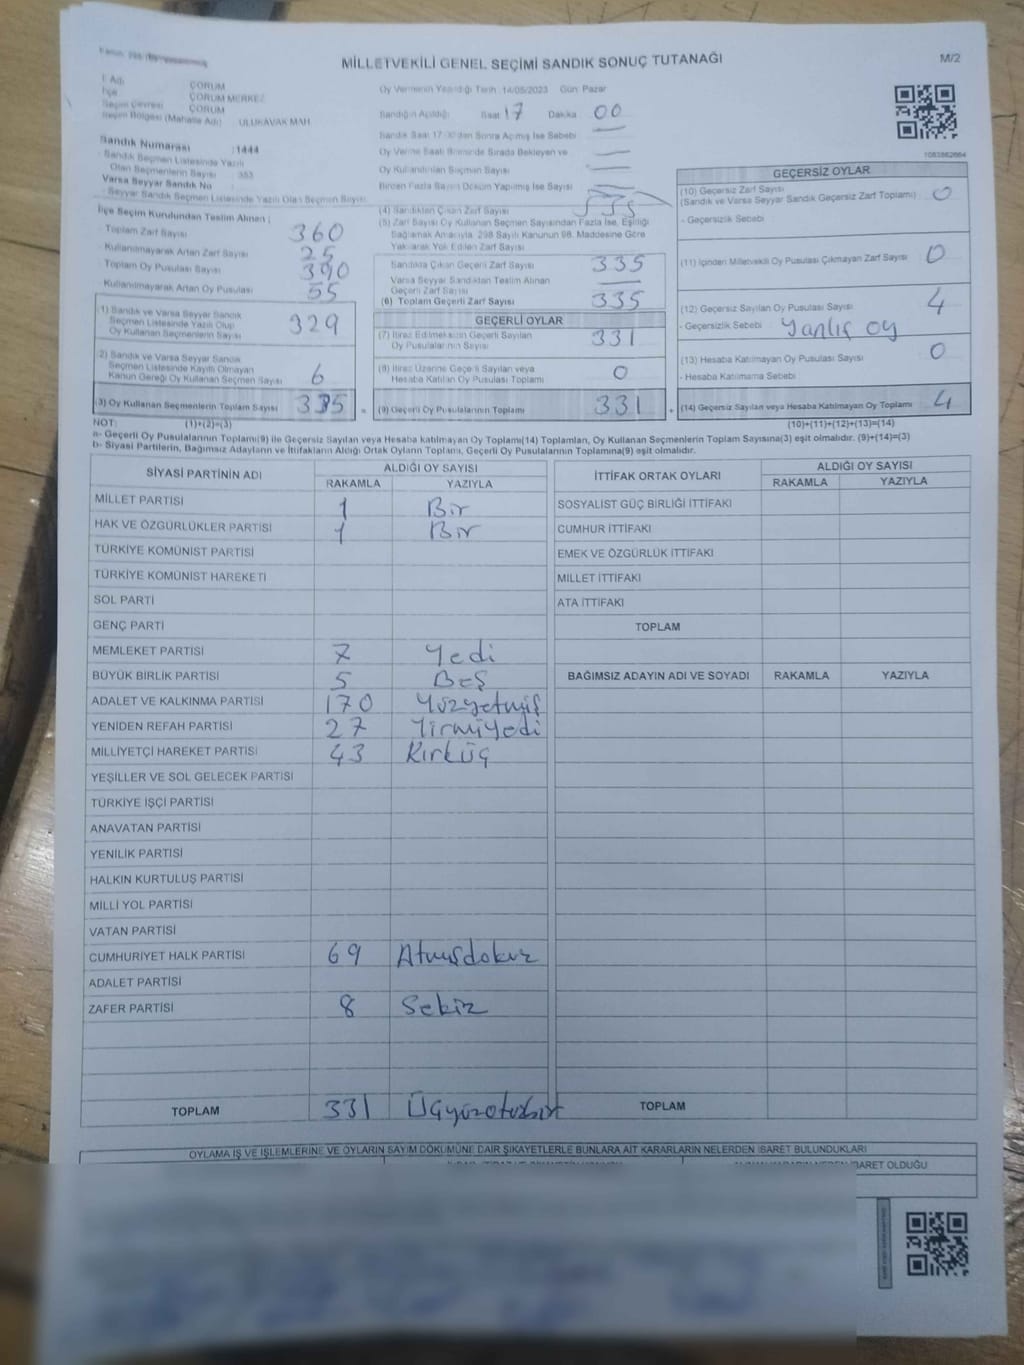 MİLLETVEKİLİ GENEL SEÇİMİ SANDIK SONUÇ TUTANAĞI
M/2
İl Adı ÇORUM
İlçe ÇORUM MERKEZ
Seçim Çevresi ÇORUM
Seçim Bölgesi (Mahalle Adı) : ULUKAVAK MAH
Sandık Numarası :1444
Sandık Seçmen Listesinde Yazılı
Olan Seçmenlerin Sayısı : 353
Varsa Seyyar Sandık No :
Seyyar Sandık Seçmen Listesinde Yazılı Olan Seçmen Sayısı
Oy Vermenin Yapıldığı Tarih :14/05/2023 Gün: Pazar
Sandığın Açıldığı Saat 17 Dakika 00
Sandık Saat 17:00'dan Sonra Açılmış İse Sebebi
Oy Verme Saati Bitiminde Sırada Bekleyen ve
Oy Kullandırılan Seçmen Sayısı
Birden Fazla Sayım Döküm Yapılmış İse Sayısı
1083862664
İlçe Seçim Kurulundan Teslim Alınan ;
- Toplam Zarf Sayısı 360
- Kullanılmayarak Artan Zarf Sayısı 25
- Toplam Oy Pusulası Sayısı 390
- Kullanılmayarak Artan Oy Pusulası 55
(1) Sandık ve Varsa Seyyar Sandık
Seçmen Listesinde Yazılı Olup
Oy Kullanan Seçmenlerin Sayısı 329
(2) Sandık ve Varsa Seyyar Sandık
Seçmen Listesinde Kayıtlı Olmayan
Kanun Gereği Oy Kullanan Seçmen Sayısı 6
(3) Oy Kullanan Seçmenlerin Toplam Sayısı 335 =
(4) Sandıktan Çıkan Zarf Sayısı 335
(5) Zarf Sayısı Oy Kullanan Seçmen Sayısından Fazla İse, Eşitliği
Sağlamak Amacıyla, 298 Sayılı Kanunun 98. Maddesine Göre
Yakılarak Yok Edilen Zarf Sayısı
Sandıkta Çıkan Geçerli Zarf Sayısı 335
Varsa Seyyar Sandıktan Teslim Alınan
Geçerli Zarf Sayısı
(6) Toplam Geçerli Zarf Sayısı 335
GEÇERLİ OYLAR
(7) İtiraz Edilmeksizin Geçerli Sayılan
Oy Pusulalarının Sayısı 331
(8) İtiraz Üzerine Geçerli Sayılan veya
Hesaba Katılan Oy Pusulası Toplamı 0
(9) Geçerli Oy Pusulalarının Toplamı 331 +
GEÇERSİZ OYLAR
(10) Geçersiz Zarf Sayısı 0
(Sandık ve Varsa Seyyar Sandık Geçersiz Zarf Toplamı)
- Geçersizlik Sebebi
(11) İçinden Milletvekili Oy Pusulası Çıkmayan Zarf Sayısı 0
(12) Geçersiz Sayılan Oy Pusulası Sayısı 4
- Geçersizlik Sebebi Yanlış oy
(13) Hesaba Katılmayan Oy Pusulası Sayısı 0
- Hesaba Katılmama Sebebi
(14) Geçersiz Sayılan veya Hesaba Katılmayan Oy Toplamı 4
NOT: (1)+(2)=(3) (10)+(11)+(12)+(13)=(14)
a- Geçerli Oy Pusulalarının Toplamı(9) ile Geçersiz Sayılan veya Hesaba katılmayan Oy Toplamı(14) Toplamları, Oy Kullanan Seçmenlerin Toplam Sayısına(3) eşit olmalıdır. (9)+(14)=(3)
b- Siyasi Partilerin, Bağımsız Adayların ve İttifakların Aldığı Ortak Oyların Toplamı, Geçerli Oy Pusulalarının Toplamına(9) eşit olmalıdır.
SİYASİ PARTİNİN ADI ALDIĞI OY SAYISI
RAKAMLA YAZIYLA
MİLLET PARTİSİ 1 Bir
HAK VE ÖZGÜRLÜKLER PARTİSİ 1 Bir
TÜRKİYE KOMÜNİST PARTİSİ
TÜRKİYE KOMÜNİST HAREKETİ
SOL PARTİ
GENÇ PARTİ
MEMLEKET PARTİSİ 7 Yedi
BÜYÜK BİRLİK PARTİSİ 5 Beş
ADALET VE KALKINMA PARTİSİ 170 Yüzyetmiş
YENİDEN REFAH PARTİSİ 27 Yirmiyedi
MİLLİYETÇİ HAREKET PARTİSİ 43 Kırküç
YEŞİLLER VE SOL GELECEK PARTİSİ
TÜRKİYE İŞÇİ PARTİSİ
ANAVATAN PARTİSİ
YENİLİK PARTİSİ
HALKIN KURTULUŞ PARTİSİ
MİLLİ YOL PARTİSİ
VATAN PARTİSİ
CUMHURİYET HALK PARTİSİ 69 Atmışdokuz
ADALET PARTİSİ
ZAFER PARTİSİ 8 Sekiz
TOPLAM 331 Üçyüzotuzbir
İTTİFAK ORTAK OYLARI ALDIĞI OY SAYISI
RAKAMLA YAZIYLA
SOSYALİST GÜÇ BİRLİĞİ İTTİFAKI
CUMHUR İTTİFAKI
EMEK VE ÖZGÜRLÜK İTTİFAKI
MİLLET İTTİFAKI
ATA İTTİFAKI
TOPLAM
BAĞIMSIZ ADAYIN ADI VE SOYADI RAKAMLA YAZIYLA
TOPLAM
OYLAMA İŞ VE İŞLEMLERİNE VE OYLARIN SAYIM DÖKÜMÜNE DAİR ŞİKAYETLERLE BUNLARA AİT KARARLARIN NELERDEN İBARET BULUNDUKLARI
İBARET OLDUĞU